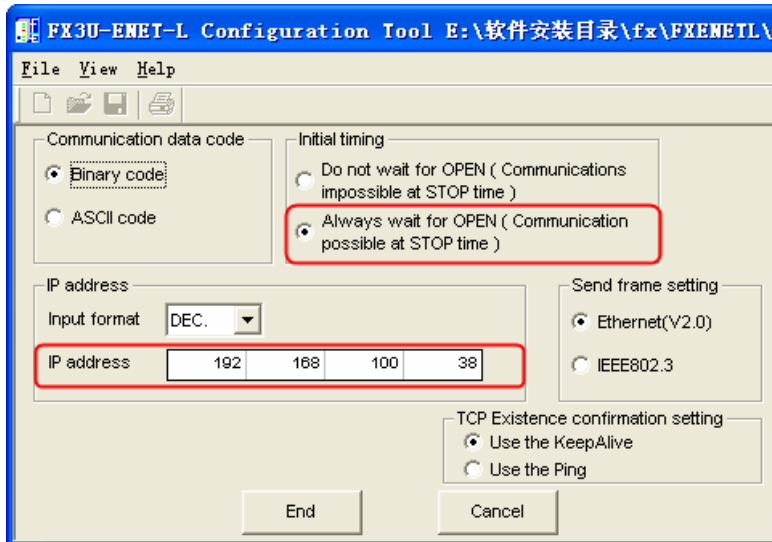 FX3U-ENET-L Configuration Tool E:\软件安装目录\fx\FXENETL\
File View Help
Communication data code
Binary code
ASCII code
Initial timing
Do not wait for OPEN ( Communications
impossible at STOP time )
Always wait for OPEN ( Communication
possible at STOP time )
IP address
Input format DEC.
IP address 192 168 100 38
Send frame setting
Ethernet(V2.0)
IEEE802.3
TCP Existence confirmation setting
Use the KeepAlive
Use the Ping
End Cancel